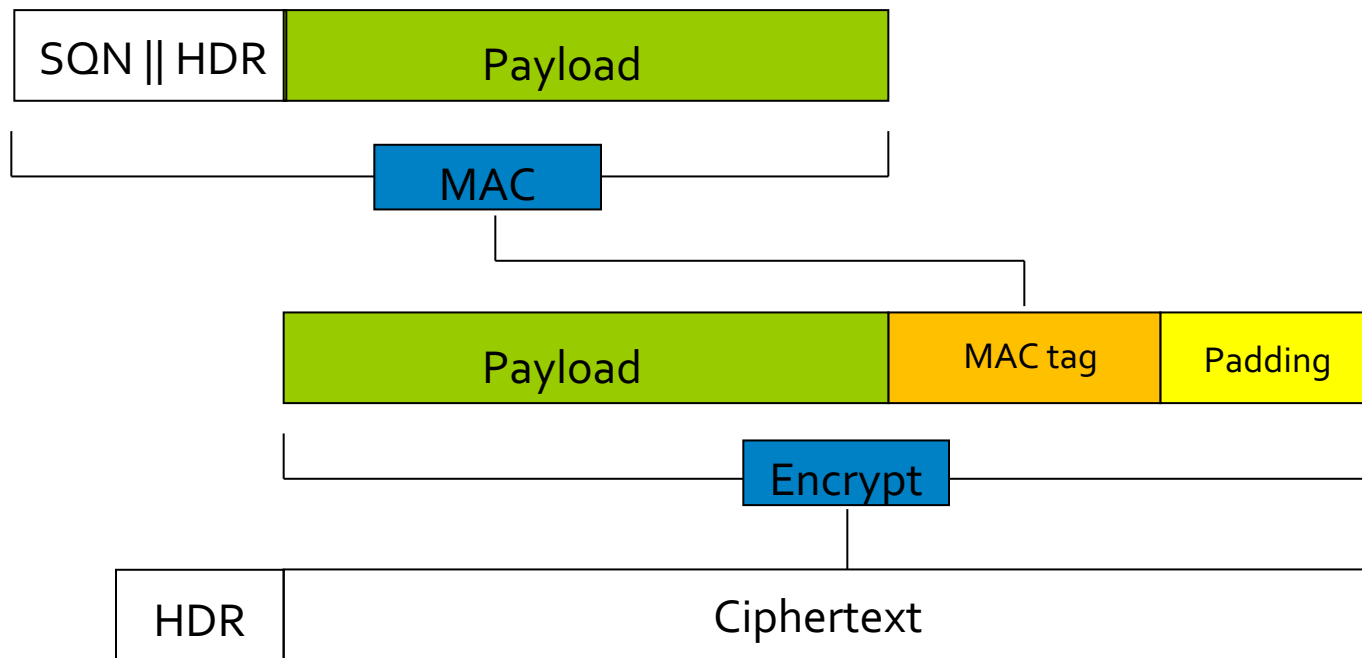 SQN || HDR
Payload
MAC
Payload
MAC tag
Padding
Encrypt
HDR
Ciphertext